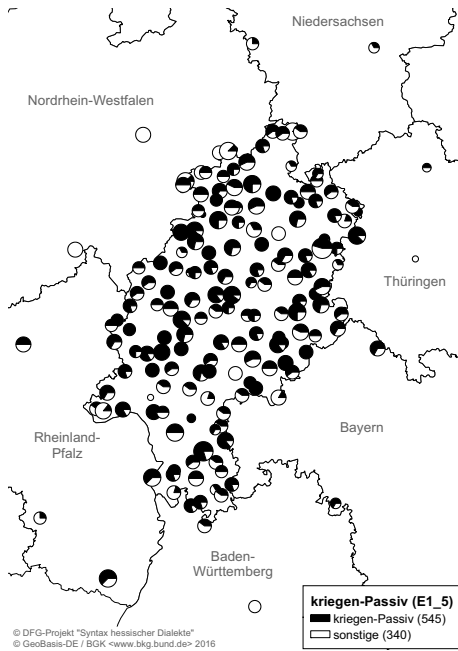 Niedersachsen
Nordrhein-Westfalen
Thüringen
Bayern
Rheinland-
Pfalz
Baden-
Württemberg
kriegen-Passiv (E1_5)
kriegen-Passiv (545)
sonstige (340)
© DFG-Projekt "Syntax hessischer Dialekte"
© GeoBasis-DE / BGK <www.bkg.bund.de> 2016